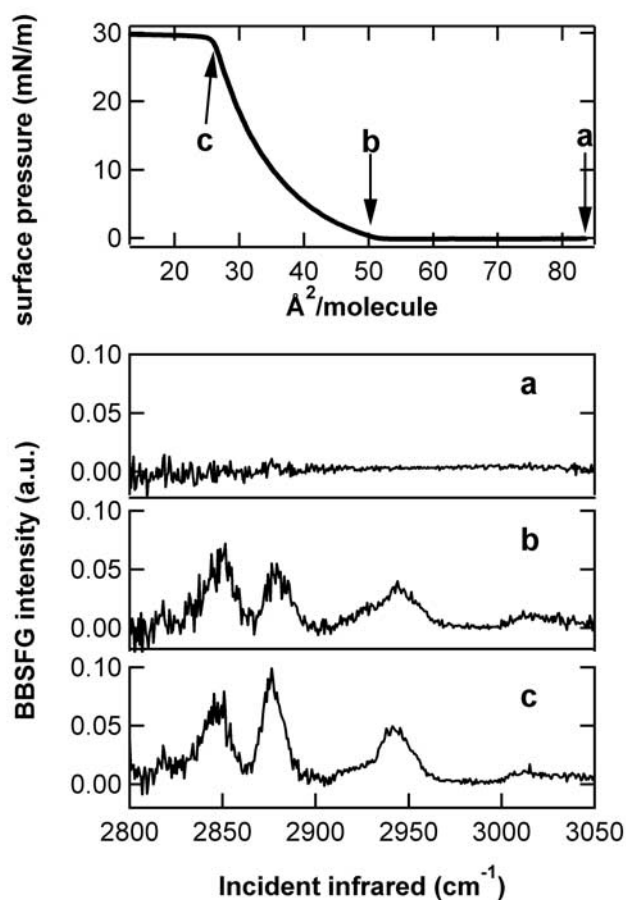 surface pressure (mN/m)
30
20
10
0
c
b
a
20 30 40 50 60 70 80
Å²/molecule
BBSFG intensity (a.u.)
0.10
0.05
0.00
a
0.10
0.05
0.00
b
0.10
0.05
0.00
c
2800 2850 2900 2950 3000 3050
Incident infrared (cm⁻¹)